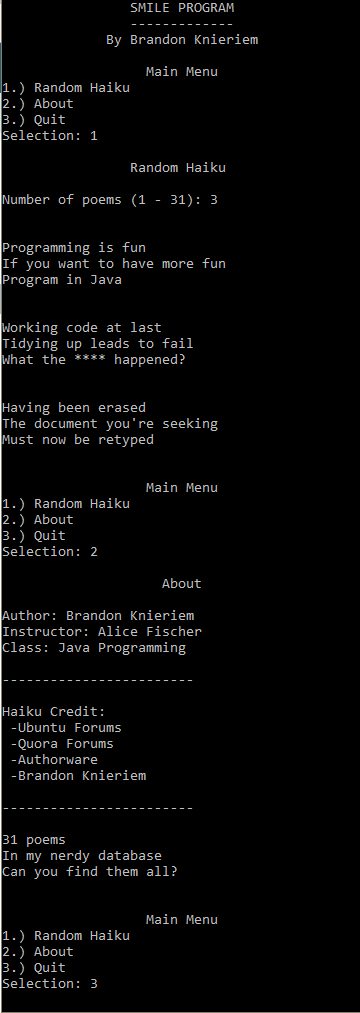 SMILE PROGRAM
-------------
By Brandon Knieriem
Main Menu
1.) Random Haiku
2.) About
3.) Quit
Selection: 1
Random Haiku
Number of poems (1 - 31): 3
Programming is fun
If you want to have more fun
Program in Java
Working code at last
Tidying up leads to fail
What the **** happened?
Having been erased
The document you're seeking
Must now be retyped
Main Menu
1.) Random Haiku
2.) About
3.) Quit
Selection: 2
About
Author: Brandon Knieriem
Instructor: Alice Fischer
Class: Java Programming
------------------------
Haiku Credit:
-Ubuntu Forums
-Quora Forums
-Authorware
-Brandon Knieriem
------------------------
31 poems
In my nerdy database
Can you find them all?
Main Menu
1.) Random Haiku
2.) About
3.) Quit
Selection: 3